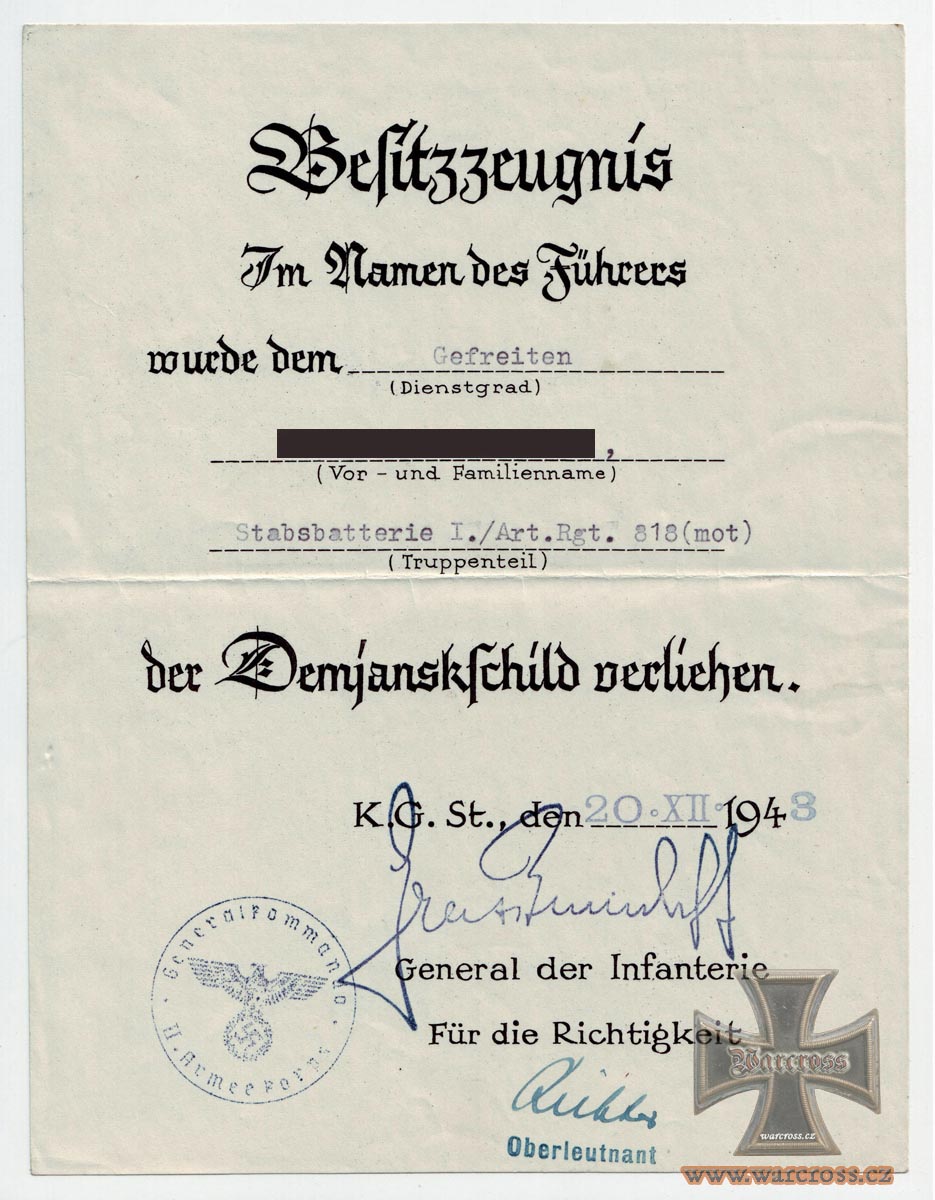 Besitzzeugnis
Im Namen des Führers
wurde dem Gefreiten
(Dienstgrad)
,
(Vor - und Familienname)
Stabsbatterie I./Art.Rgt. 818(mot)
(Truppenteil)
der Demjanskschild verliehen.
K.G. St., den 20·XII·1943
General der Infanterie
Generalkommando
II. Armeekorps
Für die Richtigkeit
Oberleutnant
Warcross
warcross.cz
www.warcross.cz